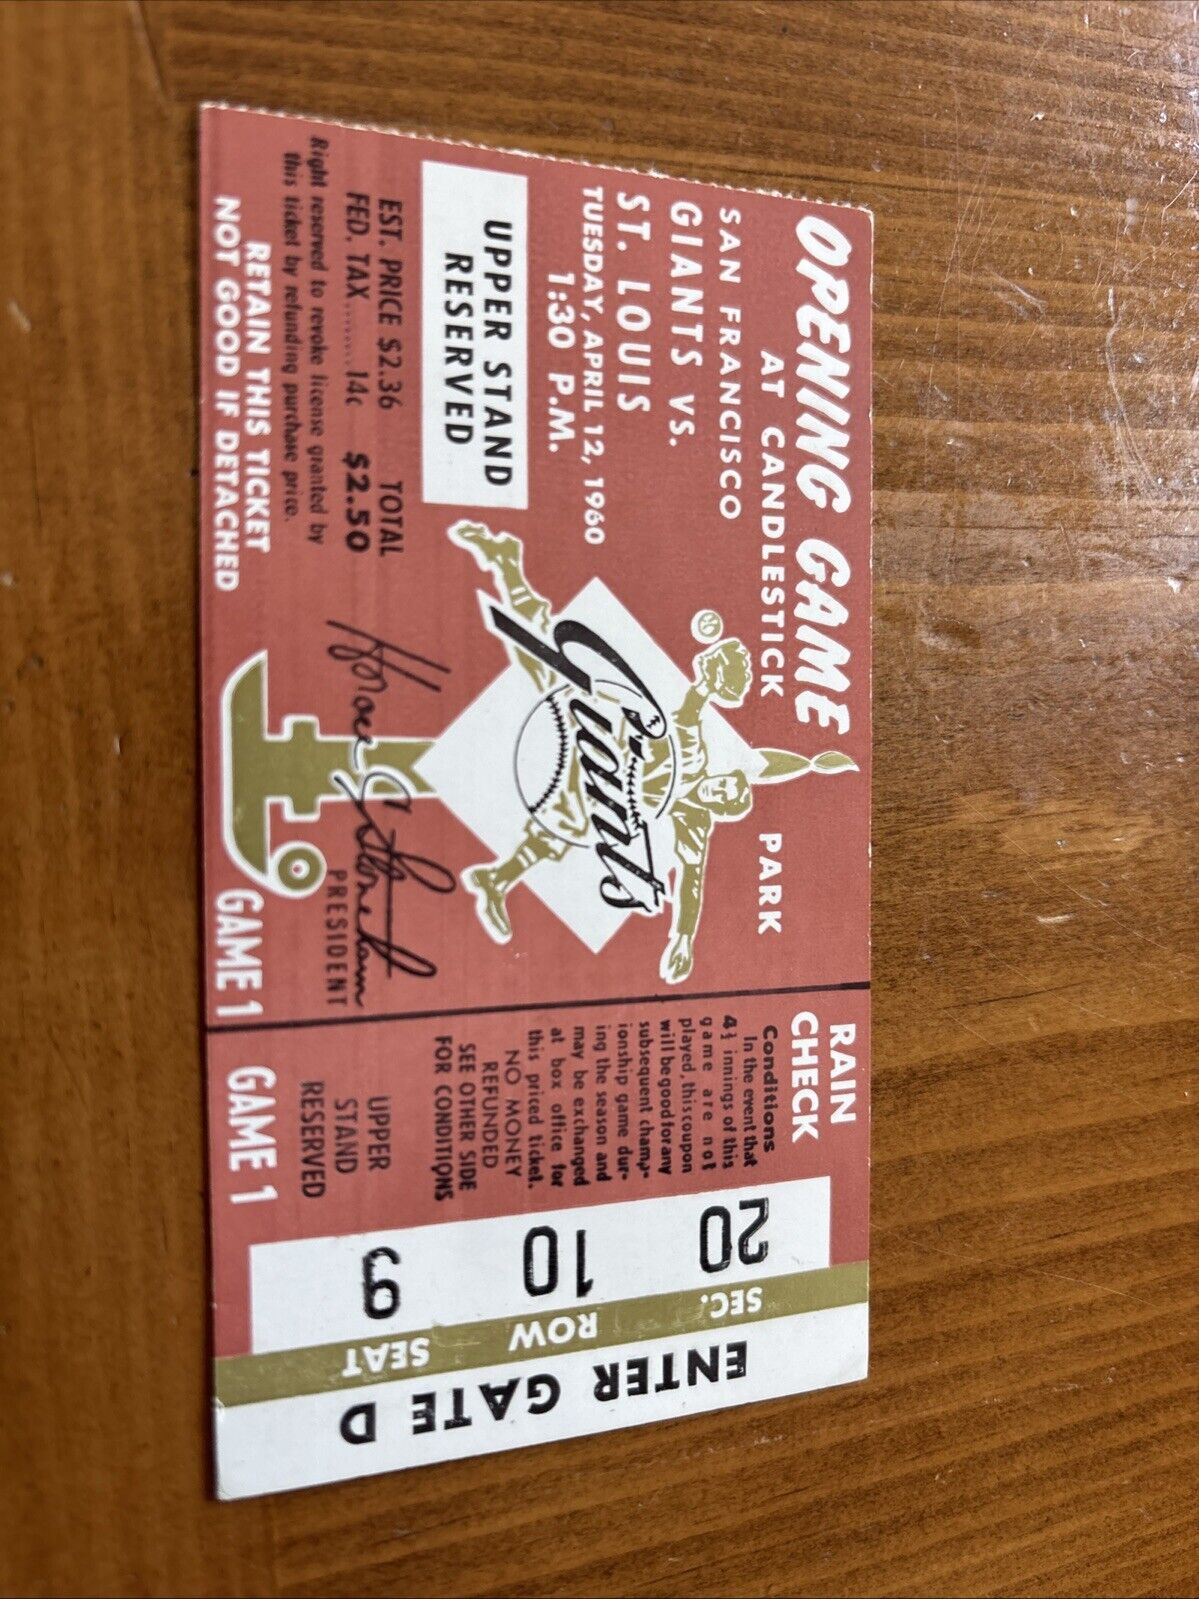 OPENING GAME
AT CANDLESTICK PARK
SAN FRANCISCO
GIANTS VS.
ST. LOUIS
TUESDAY, APRIL 12, 1960
1:30 P.M.
UPPER STAND
RESERVED
EST. PRICE $2.36 TOTAL
FED. TAX......14c $2.50
Right reserved to revoke license granted by
this ticket by refunding purchase price.
RETAIN THIS TICKET
NOT GOOD IF DETACHED
Giants
Horace C Stoneham
PRESIDENT
GAME 1
RAIN
CHECK
Conditions
In the event that
4½ innings of this
game are not
played, this coupon
will be good for any
subsequent champ-
ionship game dur-
ing the season and
may be exchanged
at box office for
this priced ticket.
NO MONEY
REFUNDED
SEE OTHER SIDE
FOR CONDITIONS
UPPER
STAND
RESERVED
GAME 1
20 SEC.
10 ROW
9 SEAT
ENTER GATE D